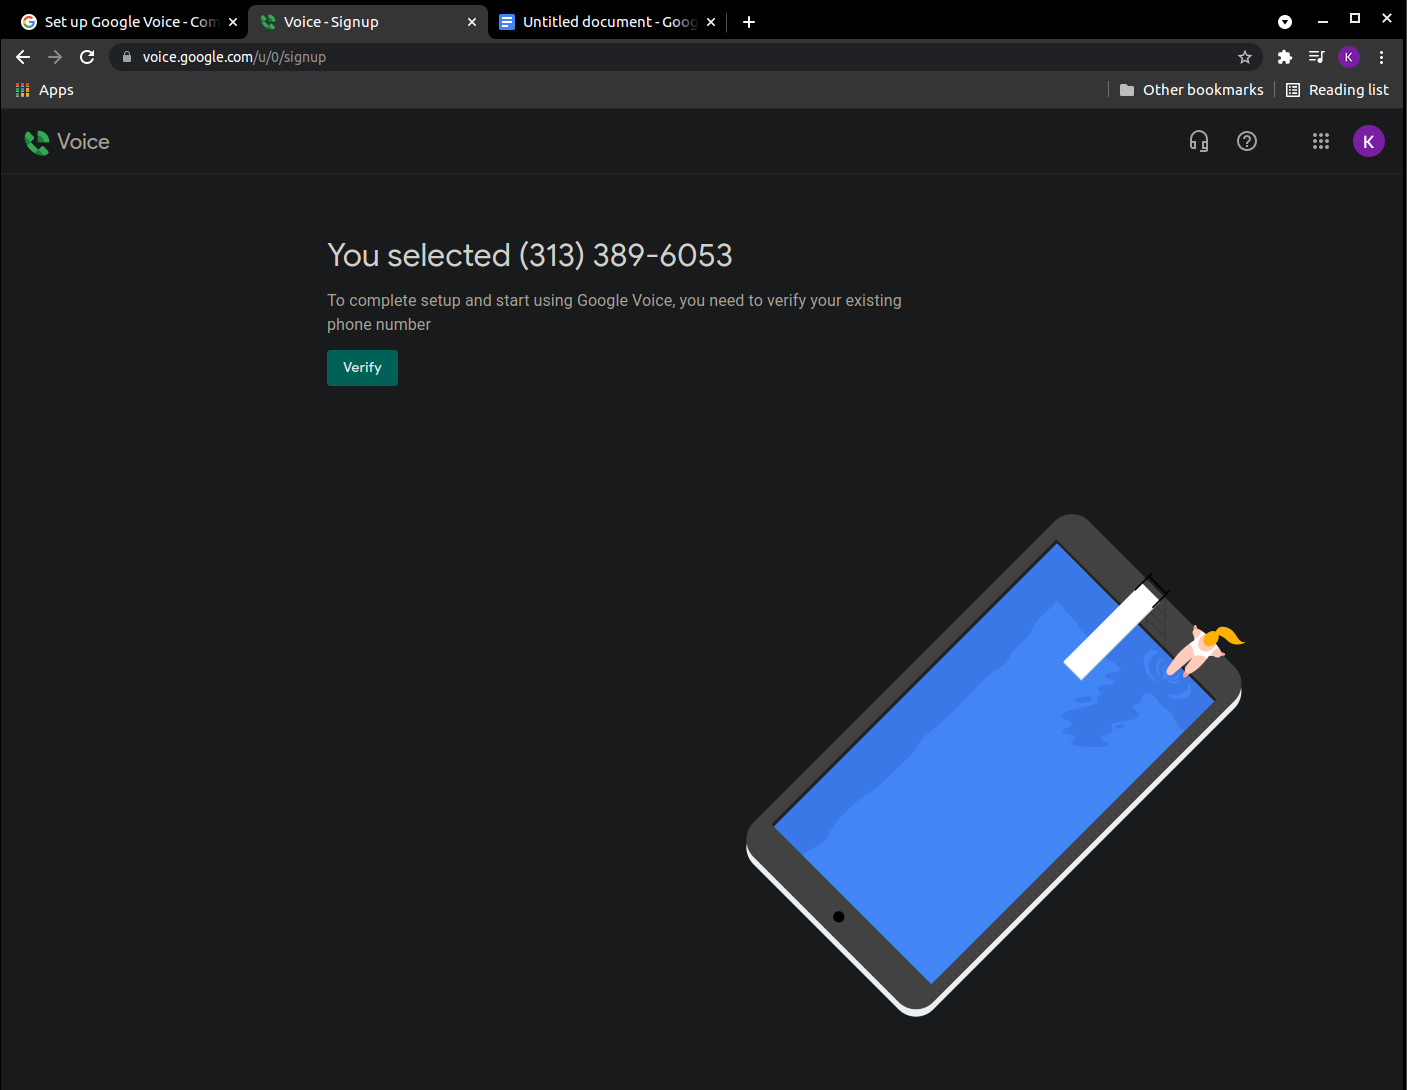 Set up Google Voice - Com
Voice - Signup
Untitled document - Goog
voice.google.com/u/0/signup
K
Apps
Other bookmarks
Reading list
Voice
K
You selected (313) 389-6053
To complete setup and start using Google Voice, you need to verify your existing
phone number
Verify